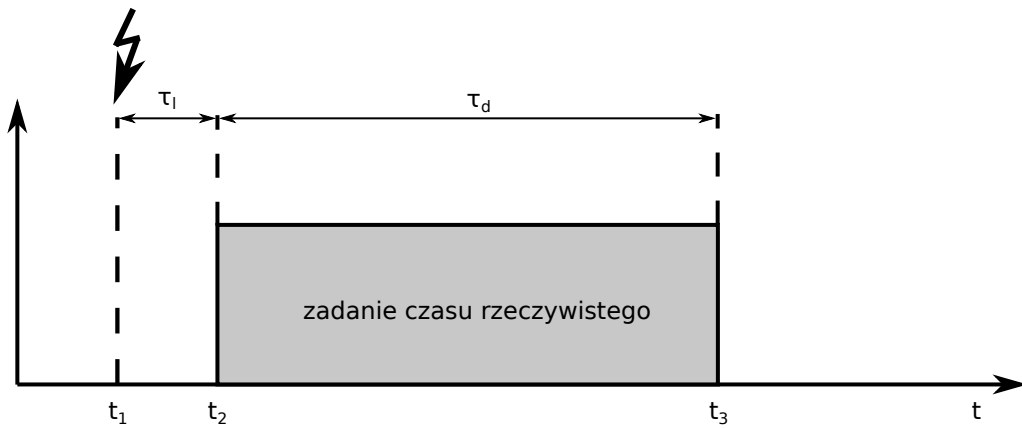 τₗ
τd
zadanie czasu rzeczywistego
t₁
t₂
t₃
t